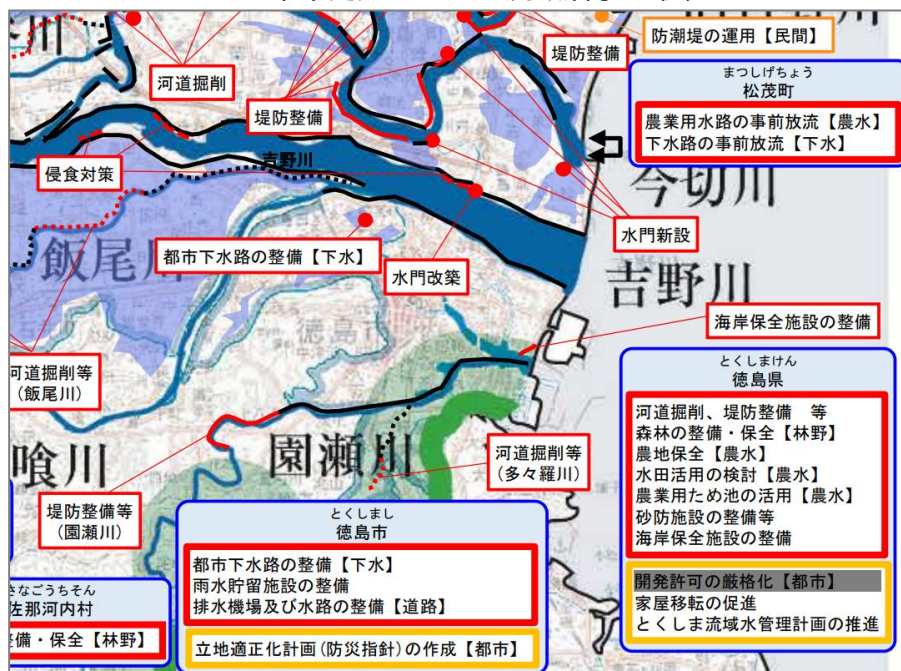 防潮堤の運用【民間】
河道掘削
堤防整備
堤防整備
まつしげちょう
松茂町
農業用水路の事前放流【農水】
下水路の事前放流【下水】
侵食対策
吉野川
今切川
水門新設
飯尾川
都市下水路の整備【下水】
水門改築
吉野川
海岸保全施設の整備
徳島市
河道掘削等
(飯尾川)
とくしまけん
徳島県
河道掘削、堤防整備 等
森林の整備・保全【林野】
農地保全【農水】
水田活用の検討【農水】
農業用ため池の活用【農水】
砂防施設の整備等
海岸保全施設の整備
開発許可の厳格化【都市】
家屋移転の促進
とくしま流域水管理計画の推進
喰川
園瀬川
河道掘削等
(多々羅川)
堤防整備等
(園瀬川)
とくしまし
徳島市
都市下水路の整備【下水】
雨水貯留施設の整備
排水機場及び水路の整備【道路】
立地適正化計画(防災指針)の作成【都市】
さなごうちそん
佐那河内村
備・保全【林野】